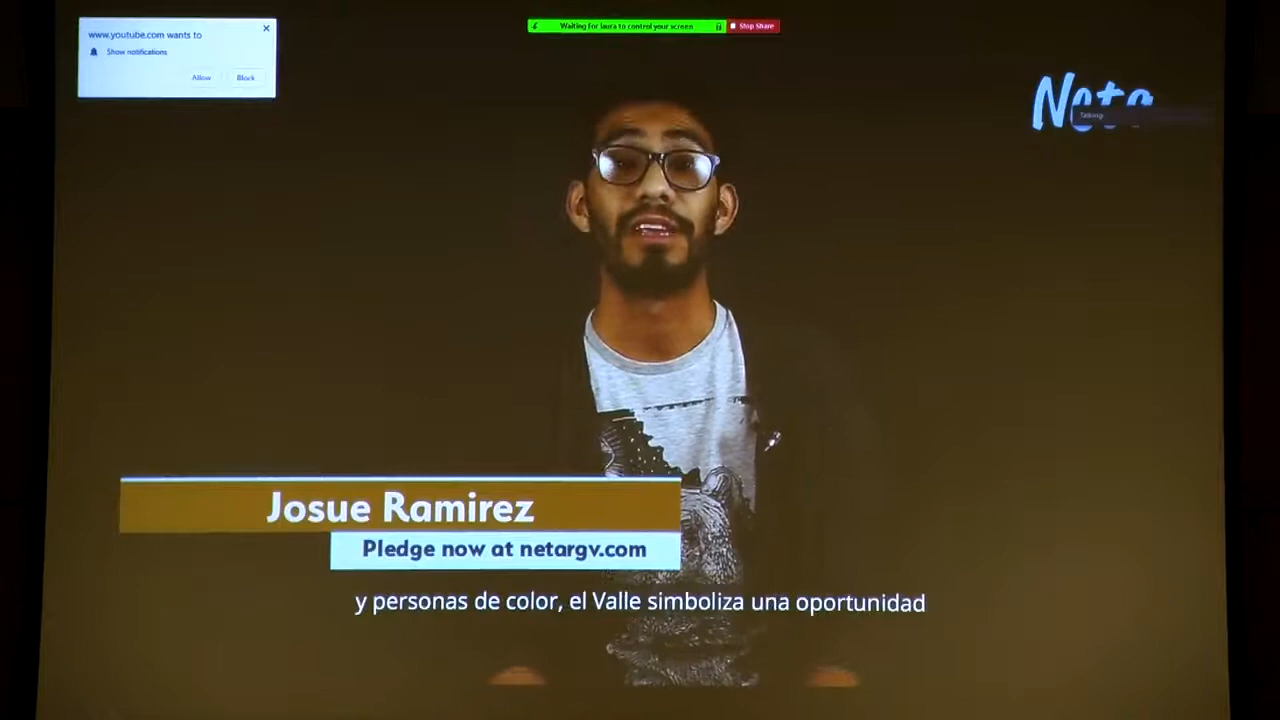 www.youtube.com wants to
Show notifications
Allow
Block
Waiting for laura to control your screen
Stop Share
Neta
Talking:
Josue Ramirez
Pledge now at netargv.com
y personas de color, el Valle simboliza una oportunidad